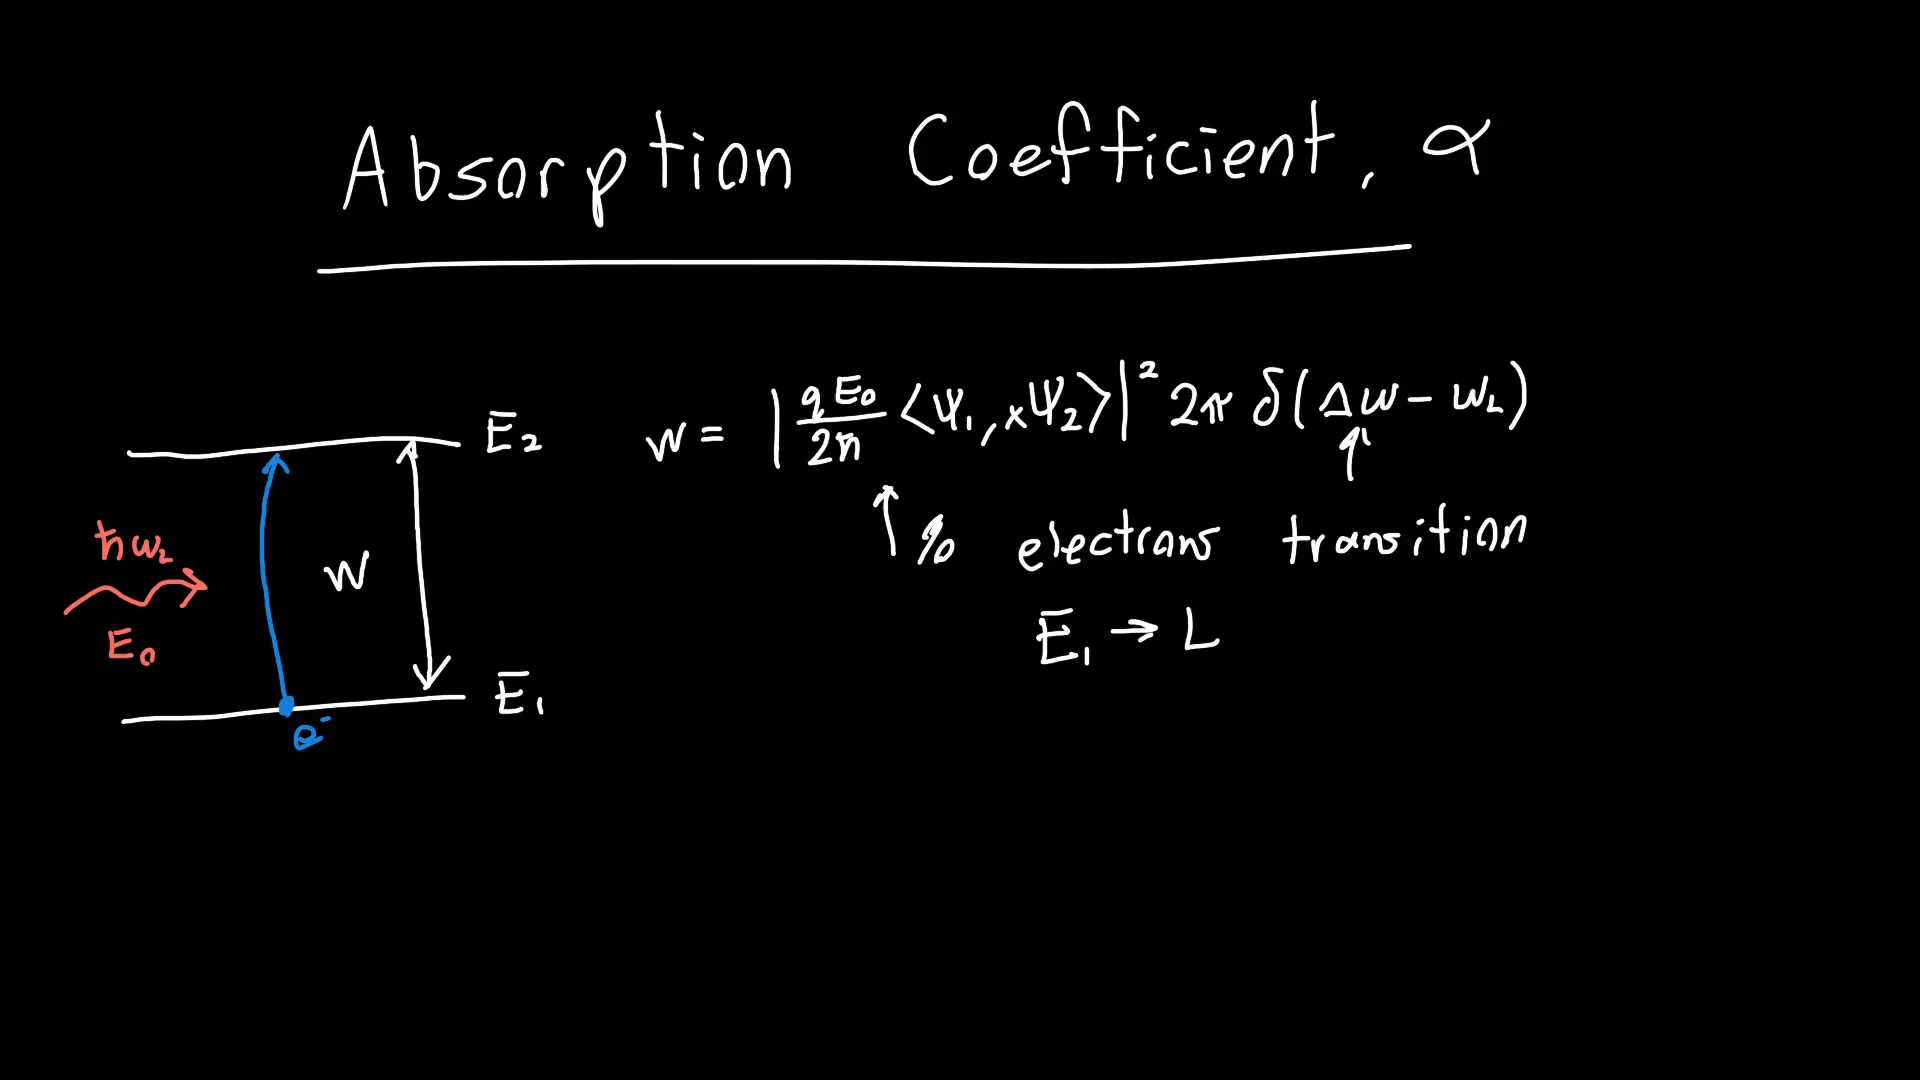 Absorption Coefficient, α
E₂
W = |qE₀/2ħ <Ψ₁, xΨ₂>|² 2π δ(Δω - ω_L)
% electrons transition
ħω_L
W
E₀
E₁ → L
E₁
e⁻